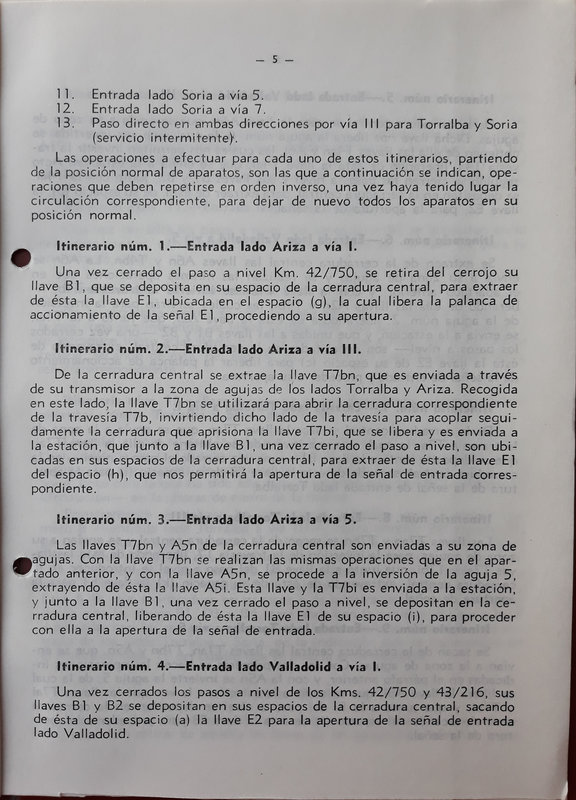 — 5 —
11. Entrada lado Soria a vía 5.
12. Entrada lado Soria a vía 7.
13. Paso directo en ambas direcciones por vía III para Torralba y Soria
(servicio intermitente).
Las operaciones a efectuar para cada uno de estos itinerarios, partiendo
de la posición normal de aparatos, son las que a continuación se indican, ope-
raciones que deben repetirse en orden inverso, una vez haya tenido lugar la
circulación correspondiente, para dejar de nuevo todos los aparatos en su
posición normal.
Itinerario núm. 1.—Entrada lado Ariza a vía I.
Una vez cerrado el paso a nivel Km. 42/750, se retira del cerrojo su
llave B1, que se deposita en su espacio de la cerradura central, para extraer
de ésta la llave E1, ubicada en el espacio (g), la cual libera la palanca de
accionamiento de la señal E1, procediendo a su apertura.
Itinerario núm. 2.—Entrada lado Ariza a vía III.
De la cerradura central se extrae la llave T7bn, que es enviada a través
de su transmisor a la zona de agujas de los lados Torralba y Ariza. Recogida
en este lado, la llave T7bn se utilizará para abrir la cerradura correspondiente
de la travesía T7b, invirtiendo dicho lado de la travesía para acoplar segui-
damente la cerradura que aprisiona la llave T7bi, que se libera y es enviada a
la estación, que junto a la llave B1, una vez cerrado el paso a nivel, son ubi-
cadas en sus espacios de la cerradura central, para extraer de ésta la llave E1
del espacio (h), que nos permitirá la apertura de la señal de entrada corres-
pondiente.
Itinerario núm. 3.—Entrada lado Ariza a vía 5.
Las llaves T7bn y A5n de la cerradura central son enviadas a su zona de
agujas. Con la llave T7bn se realizan las mismas operaciones que en el apar-
tado anterior, y con la llave A5n, se procede a la inversión de la aguja 5,
extrayendo de ésta la llave A5i. Esta llave y la T7bi es enviada a la estación,
y junto a la llave B1, una vez cerrado el paso a nivel, se depositan en la ce-
rradura central, liberando de ésta la llave E1 de su espacio (i), para proceder
con ella a la apertura de la señal de entrada.
Itinerario núm. 4.—Entrada lado Valladolid a vía I.
Una vez cerrados los pasos a nivel de los Kms. 42/750 y 43/216, sus
llaves B1 y B2 se depositan en sus espacios de la cerradura central, sacando
de ésta de su espacio (a) la llave E2 para la apertura de la señal de entrada
lado Valladolid.